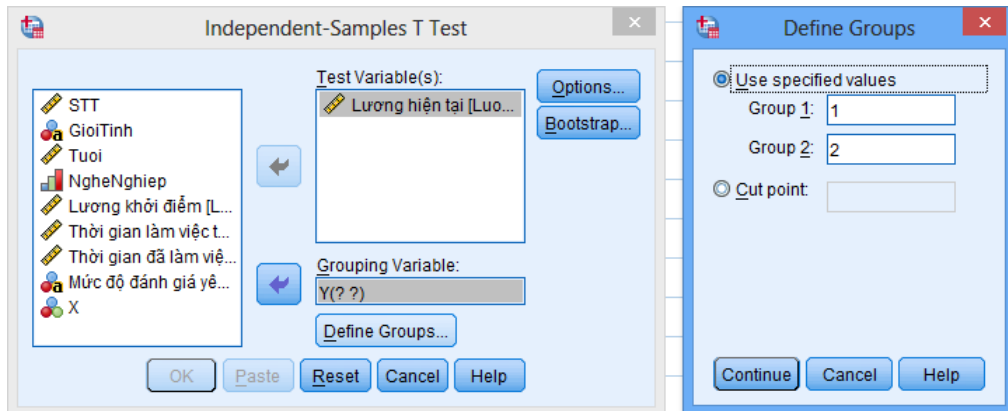 Independent-Samples T Test
STT
GioiTinh
Tuoi
NgheNghiep
Lương khởi điểm [L...
Thời gian làm việc t...
Thời gian đã làm việ...
Mức độ đánh giá yê...
X
Test Variable(s):
Lương hiện tại [Luo...
Options...
Bootstrap...
Grouping Variable:
Y(? ?)
Define Groups...
OK
Paste
Reset
Cancel
Help
Define Groups
Use specified values
Group 1:
1
Group 2:
2
Cut point:
Continue
Cancel
Help